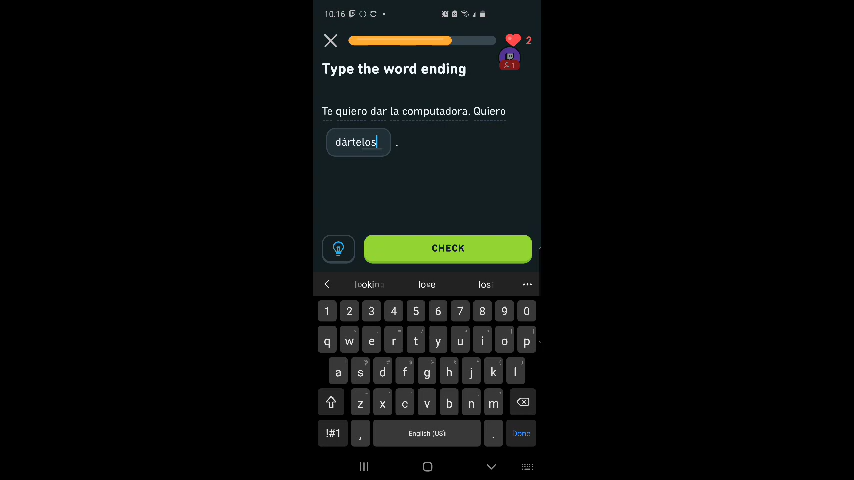 10.16
2
1
Type the word ending
Te quiero dar la computadora. Quiero
dártelos .
CHECK
looking love lost
1 2 3 4 5 6 7 8 9 0
q w e r t y u i o p
a s d f g h j k l
z x c v b n m
!#1 , English (US) . Done